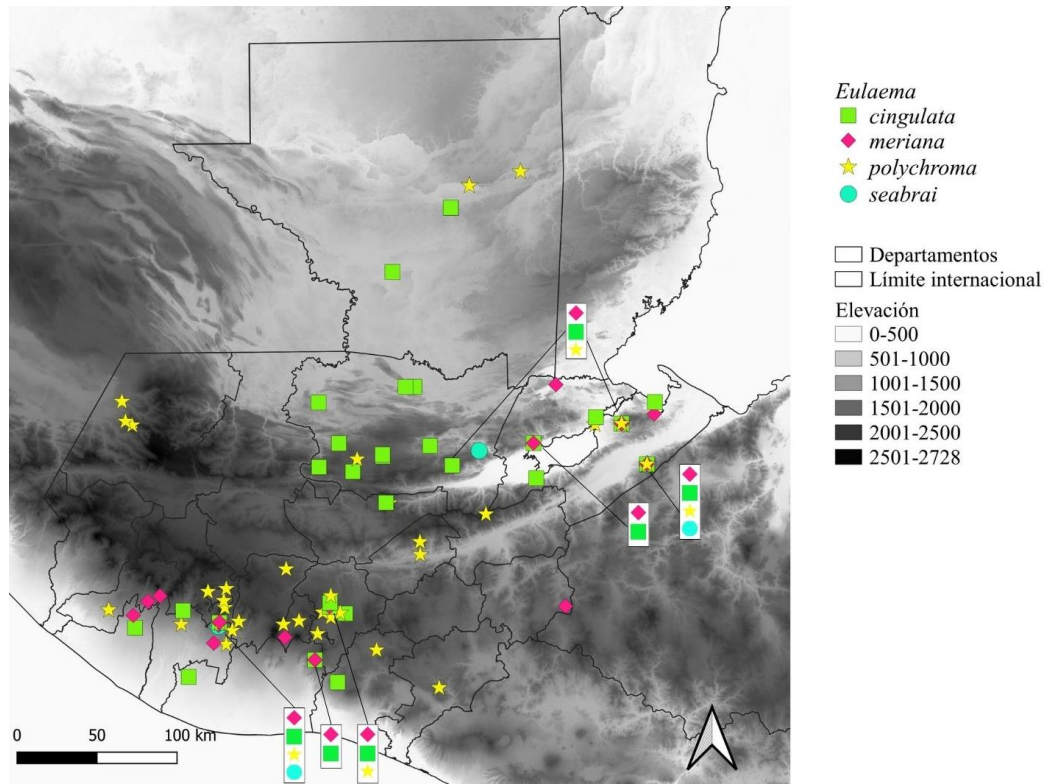 Eulaema
cingulata
meriana
polychroma
seabrai
Departamentos
Límite internacional
Elevación
0-500
501-1000
1001-1500
1501-2000
2001-2500
2501-2728
0 50 100 km